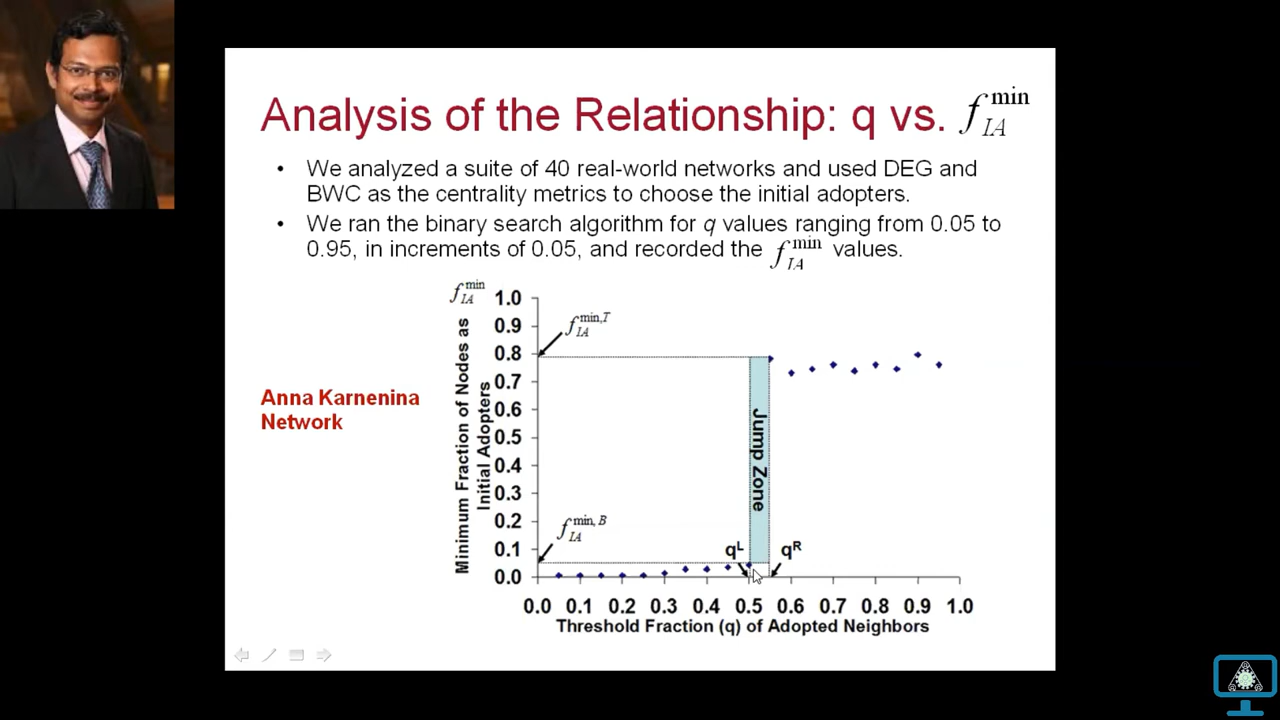 Analysis of the Relationship: q vs. f_IA^min
• We analyzed a suite of 40 real-world networks and used DEG and
BWC as the centrality metrics to choose the initial adopters.
• We ran the binary search algorithm for q values ranging from 0.05 to
0.95, in increments of 0.05, and recorded the f_IA^min values.
f_IA^min
Minimum Fraction of Nodes as
Initial Adopters
1.0
0.9
0.8
0.7
0.6
0.5
0.4
0.3
0.2
0.1
0.0
f_IA^min,T
Anna Karnenina
Network
Jump Zone
f_IA^min, B
q^L
q^R
0.0 0.1 0.2 0.3 0.4 0.5 0.6 0.7 0.8 0.9 1.0
Threshold Fraction (q) of Adopted Neighbors